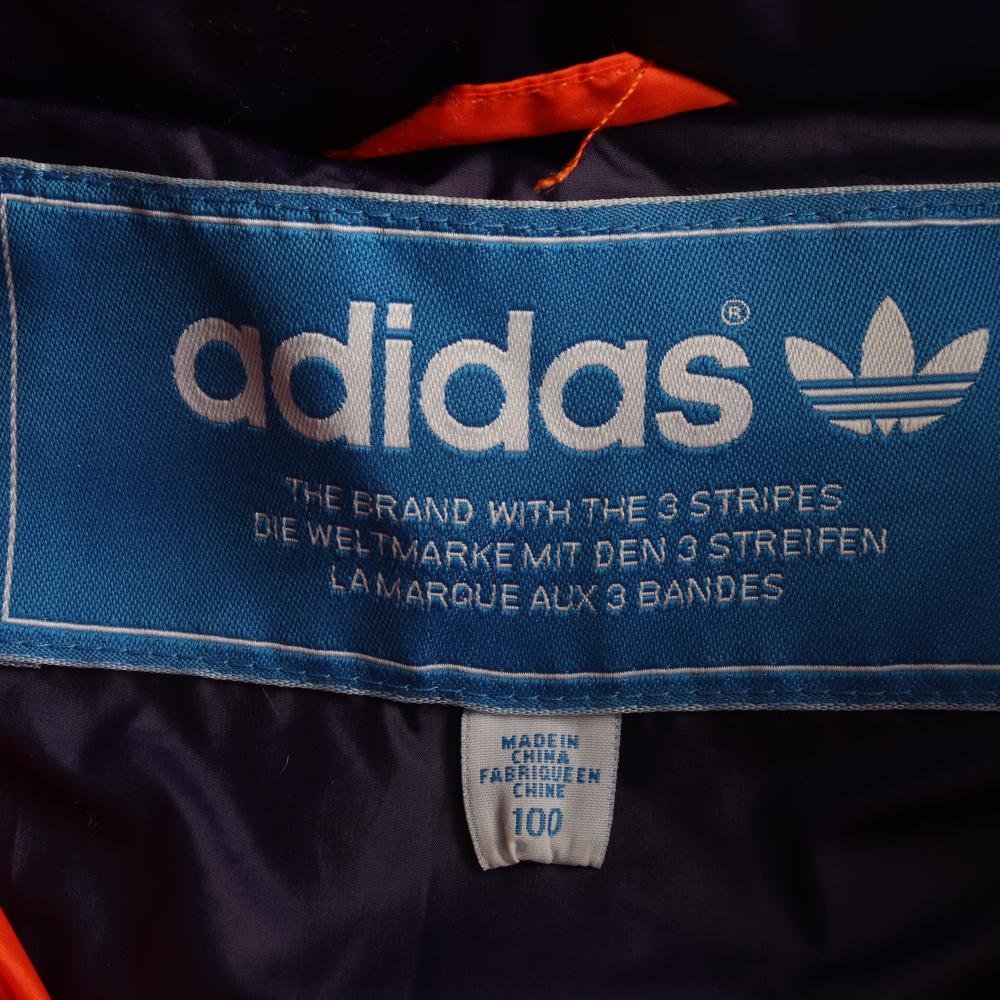 adidas®
THE BRAND WITH THE 3 STRIPES
DIE WELTMARKE MIT DEN 3 STREIFEN
LA MARQUE AUX 3 BANDES
MADE IN
CHINA
FABRIQUE EN
CHINE
100